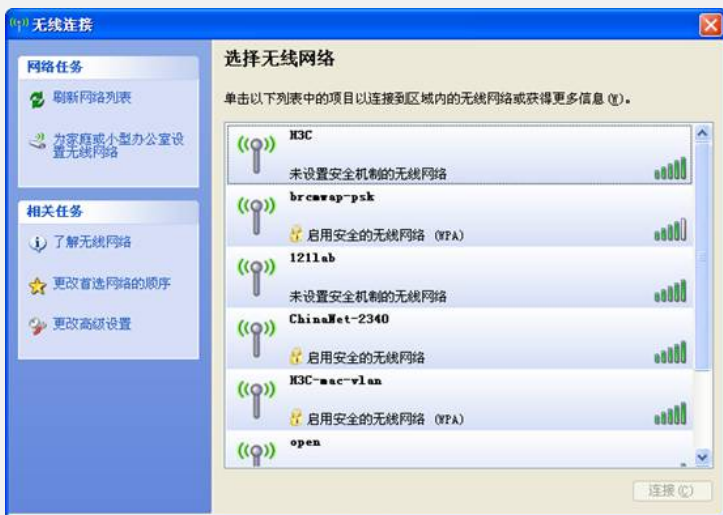 无线连接
网络任务
刷新网络列表
为家庭或小型办公室设
置无线网络
相关任务
了解无线网络
更改首选网络的顺序
更改高级设置
选择无线网络
单击以下列表中的项目以连接到区域内的无线网络或获得更多信息(W)。
H3C
未设置安全机制的无线网络
brcmwap-psk
启用安全的无线网络 (WPA)
1211ab
未设置安全机制的无线网络
ChinaNet-2340
启用安全的无线网络
H3C-mac-vlan
启用安全的无线网络 (WPA)
open
连接(C)